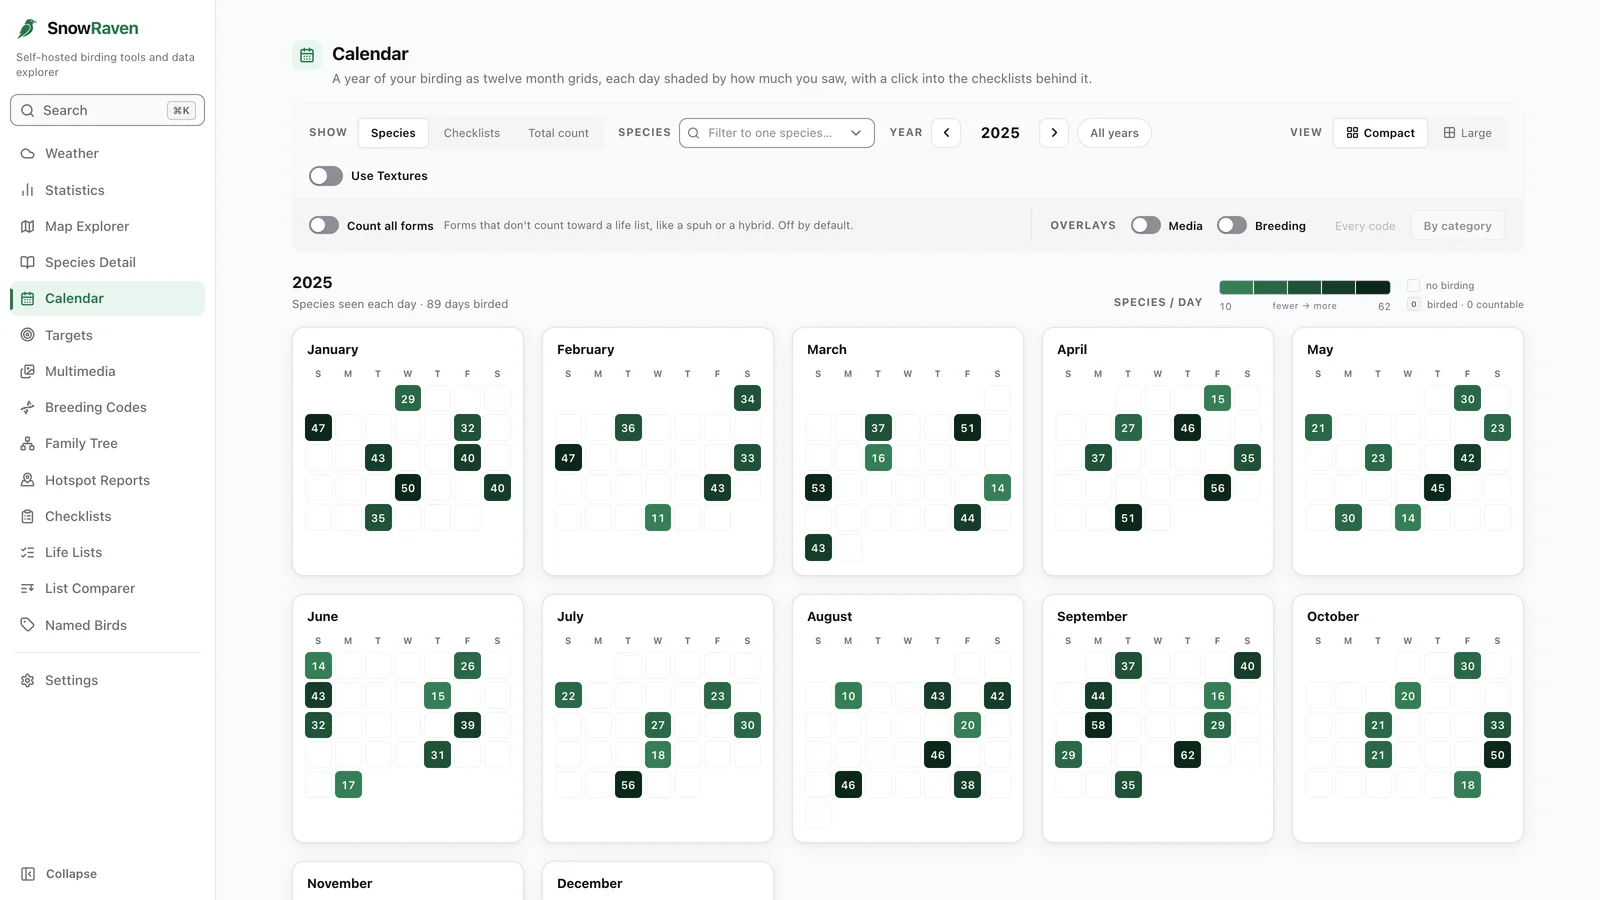 SnowRaven
Self-hosted birding tools and data
explorer
Search ⌘K
Weather
Statistics
Map Explorer
Species Detail
Calendar
Targets
Multimedia
Breeding Codes
Family Tree
Hotspot Reports
Checklists
Life Lists
List Comparer
Named Birds
Settings
Collapse
Calendar
A year of your birding as twelve month grids, each day shaded by how much you saw, with a click into the checklists behind it.
SHOW Species Checklists Total count SPECIES Filter to one species... YEAR 2025 All years VIEW Compact Large
Use Textures
Count all forms Forms that don't count toward a life list, like a spuh or a hybrid. Off by default. OVERLAYS Media Breeding Every code By category
2025
Species seen each day · 89 days birded
SPECIES / DAY 10 fewer → more 62
no birding
0 birded · 0 countable
January
S M T W T F S
29
47 32
43 40
50 40
35
February
S M T W T F S
34
36
47 33
43
11
March
S M T W T F S
37 51
16
53 14
44
43
April
S M T W T F S
15
27 46
37 35
56
51
May
S M T W T F S
30
21 23
23 42
45
30 14
June
S M T W T F S
14 26
43 15
32 39
31
17
July
S M T W T F S
22 23
27 30
18
56
August
S M T W T F S
10 43 42
20
46
46 38
September
S M T W T F S
37 40
44 16
58 29
29 62
35
October
S M T W T F S
30
20
21 33
21 50
18
November
December